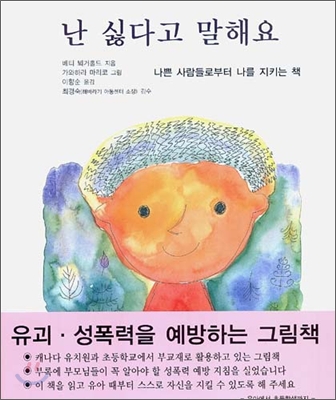 난 싫다고 말해요
베티 뵈거홀드 지음
가와하라 마리코 그림
이향순 옮김
최경숙(해바라기 아동센터 소장) 감수
나쁜 사람들로부터 나를 지키는 책
유괴 · 성폭력을 예방하는 그림책
● 캐나다 유치원과 초등학교에서 부교재로 활용하고 있는 그림책
● 부록에 부모님들이 꼭 알아야 할 성폭력 예방 지침을 실었습니다
● 이 책을 읽고 유아 때부터 스스로 자신을 지킬 수 있도록 해 주세요